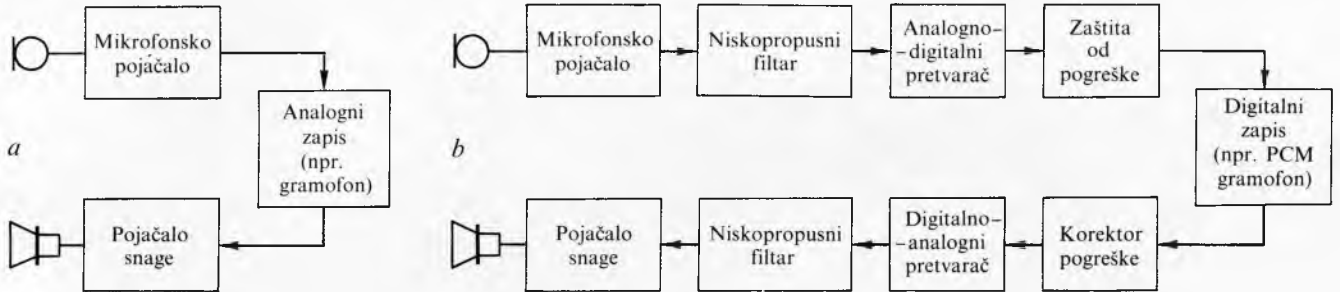 Mikrofonsko
pojačalo
Analogni
zapis
(npr.
gramofon)
a
Pojačalo
snage
Mikrofonsko
pojačalo
Niskopropusni
filtar
Analogno–
–digitalni
pretvarač
Zaštita
od
pogreške
Digitalni
zapis
(npr. PCM
gramofon)
b
Pojačalo
snage
Niskopropusni
filtar
Digitalno–
–analogni
pretvarač
Korektor
pogreške